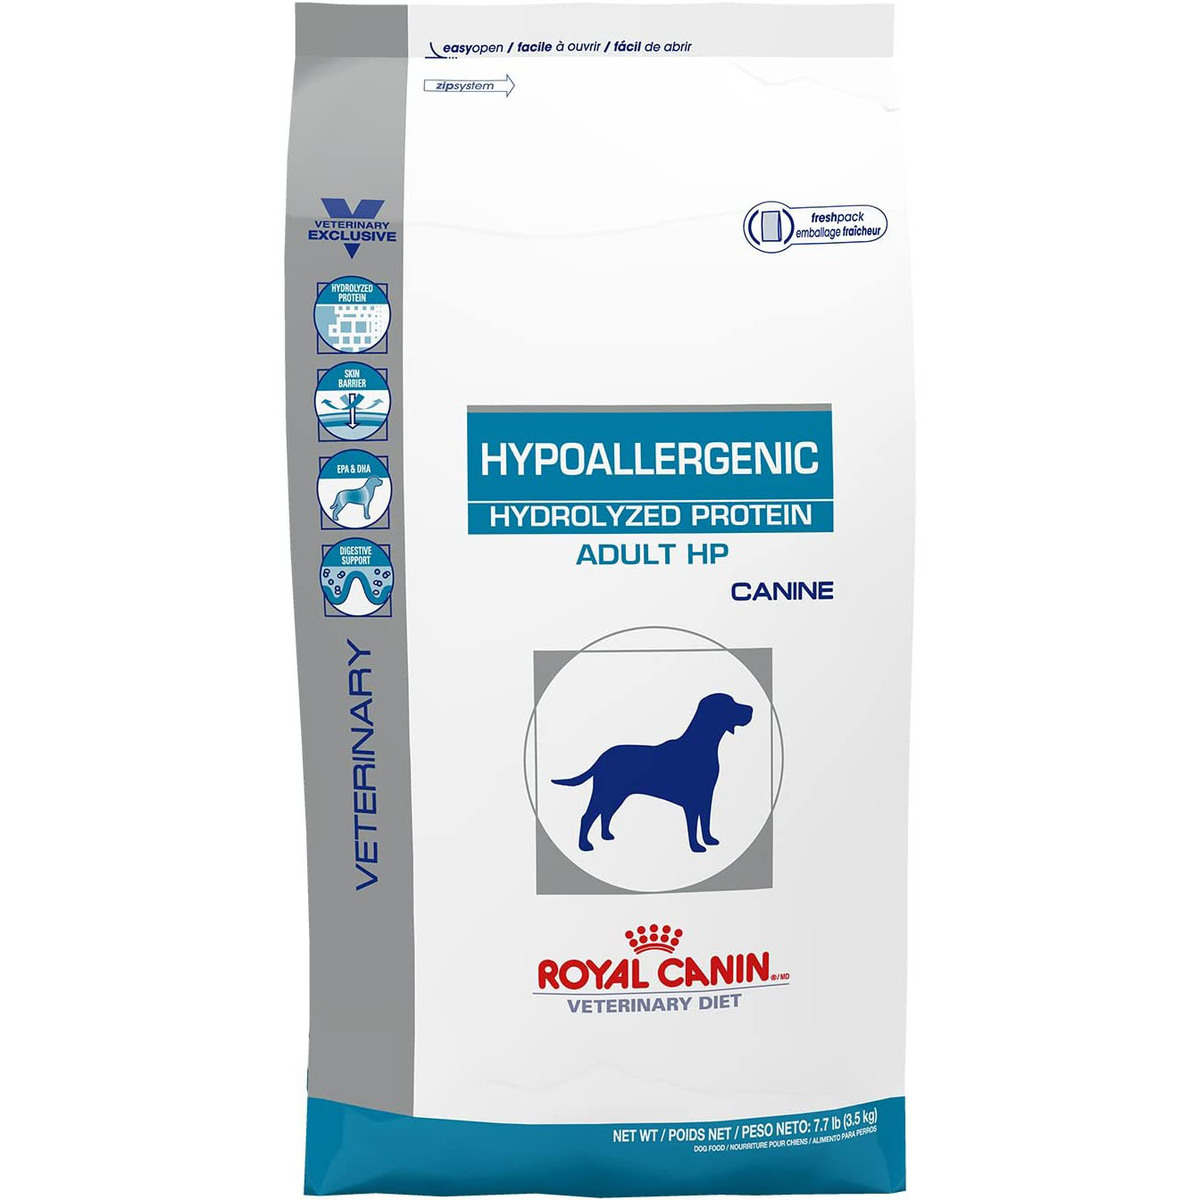 easyopen / facile à ouvrir / fácil de abrir
zipsystem
freshpack
emballage fraîcheur
VETERINARY
EXCLUSIVE
HYDROLYZED
PROTEIN
SKIN
BARRIER
EPA & DHA
DIGESTIVE
SUPPORT
VETERINARY
HYPOALLERGENIC
HYDROLYZED PROTEIN
ADULT HP
CANINE
ROYAL CANIN ®/MD
VETERINARY DIET
NET WT / POIDS NET / PESO NETO: 7.7 lb (3.5 kg)
DOG FOOD / NOURRITURE POUR CHIENS / ALIMENTO PARA PERROS